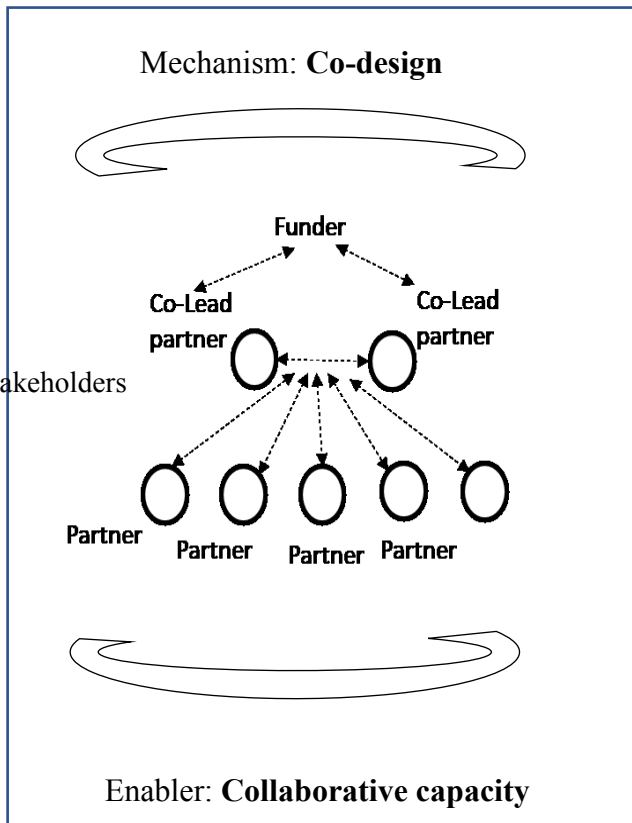 Mechanism: Co-design
Funder
Co-Lead
partner
Co-Lead
partner
akeholders
Partner
Partner
Partner
Partner
Enabler: Collaborative capacity